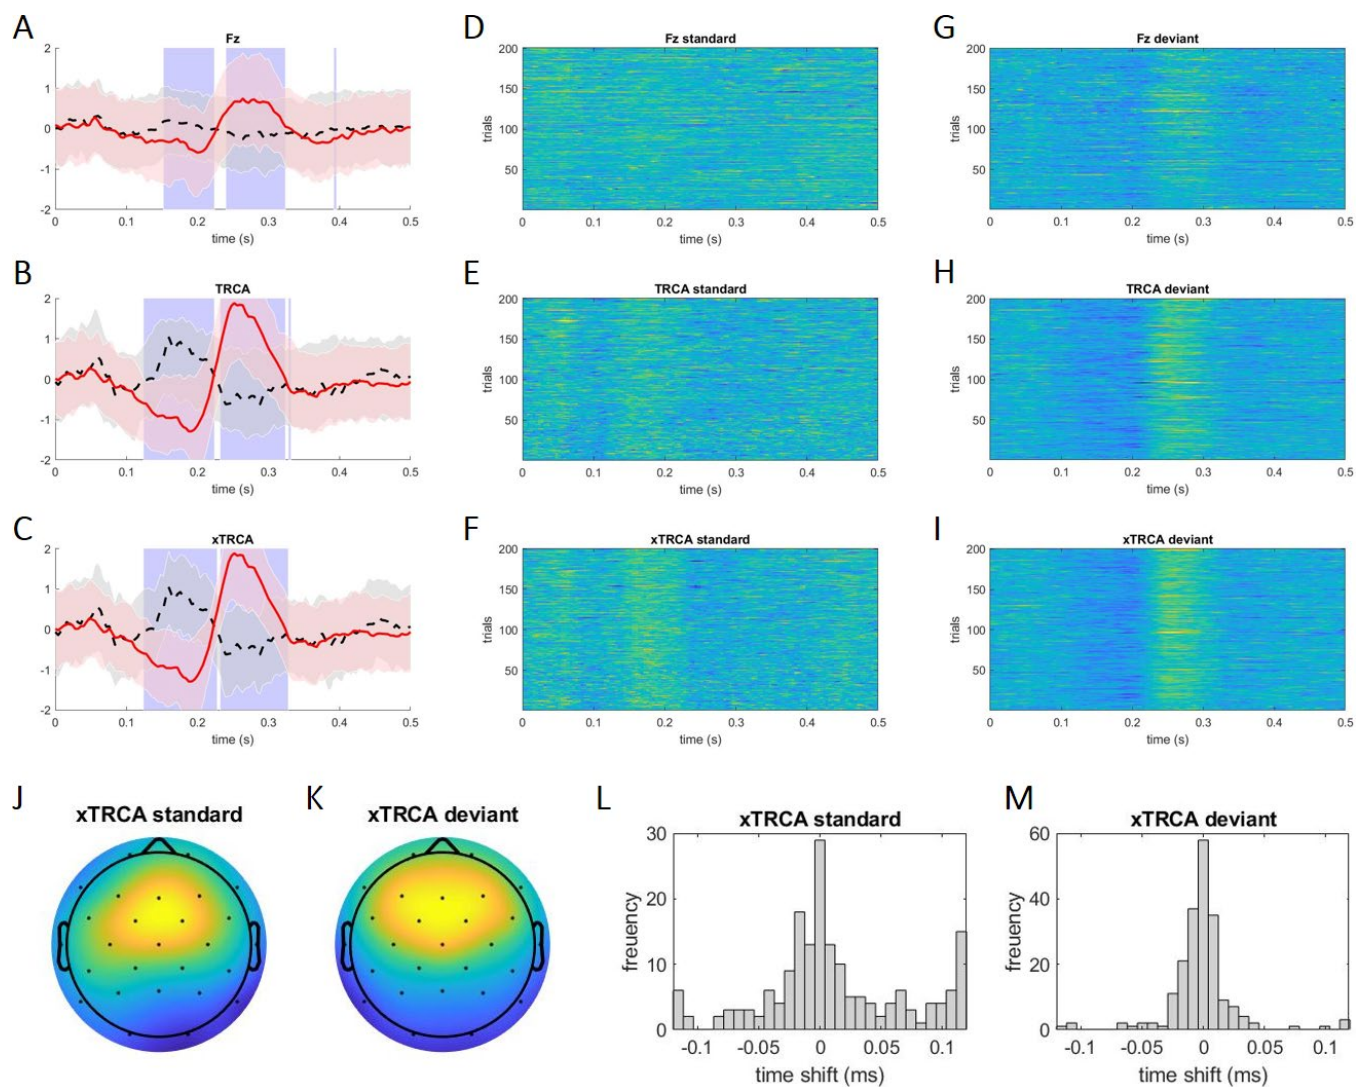 A
Fz
2
1
0
-1
-2
0 0.1 0.2 0.3 0.4 0.5
time (s)
D
Fz standard
200
150
100
50
trials
0 0.1 0.2 0.3 0.4 0.5
time (s)
G
Fz deviant
200
150
100
50
trials
0 0.1 0.2 0.3 0.4 0.5
time (s)
B
TRCA
2
1
0
-1
-2
0 0.1 0.2 0.3 0.4 0.5
time (s)
E
TRCA standard
200
150
100
50
trials
0 0.1 0.2 0.3 0.4 0.5
time (s)
H
TRCA deviant
200
150
100
50
trials
0 0.1 0.2 0.3 0.4 0.5
time (s)
C
xTRCA
2
1
0
-1
-2
0 0.1 0.2 0.3 0.4 0.5
time (s)
F
xTRCA standard
200
150
100
50
trials
0 0.1 0.2 0.3 0.4 0.5
time (s)
I
xTRCA deviant
200
150
100
50
trials
0 0.1 0.2 0.3 0.4 0.5
time (s)
J
xTRCA standard
K
xTRCA deviant
L
xTRCA standard
30
20
10
0
freuency
-0.1 -0.05 0 0.05 0.1
time shift (ms)
M
xTRCA deviant
60
40
20
0
freuency
-0.1 -0.05 0 0.05 0.1
time shift (ms)